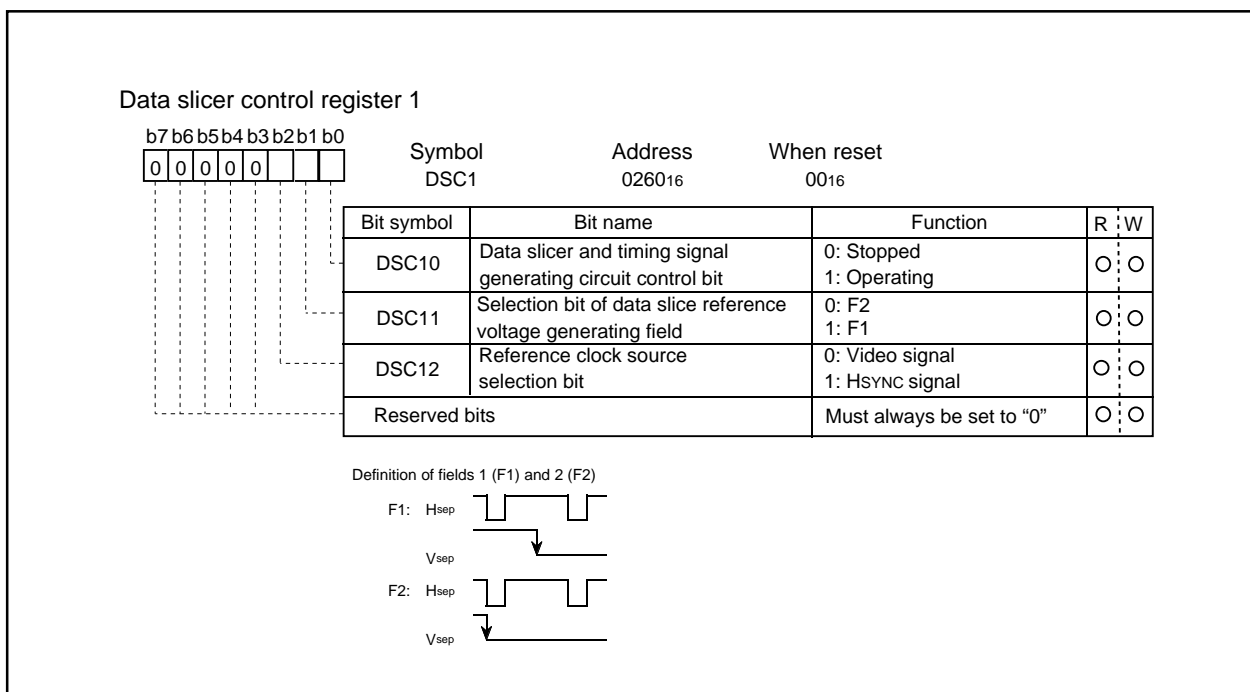 Data slicer control register 1
b7 b6 b5 b4 b3 b2 b1 b0
0 0 0 0 0
Symbol Address When reset
DSC1 026016 0016
Bit symbol Bit name Function R W
DSC10 Data slicer and timing signal generating circuit control bit 0: Stopped 1: Operating
DSC11 Selection bit of data slice reference voltage generating field 0: F2 1: F1
DSC12 Reference clock source selection bit 0: Video signal 1: HSYNC signal
Reserved bits Must always be set to “0”
Definition of fields 1 (F1) and 2 (F2)
F1: Hsep
Vsep
F2: Hsep
Vsep